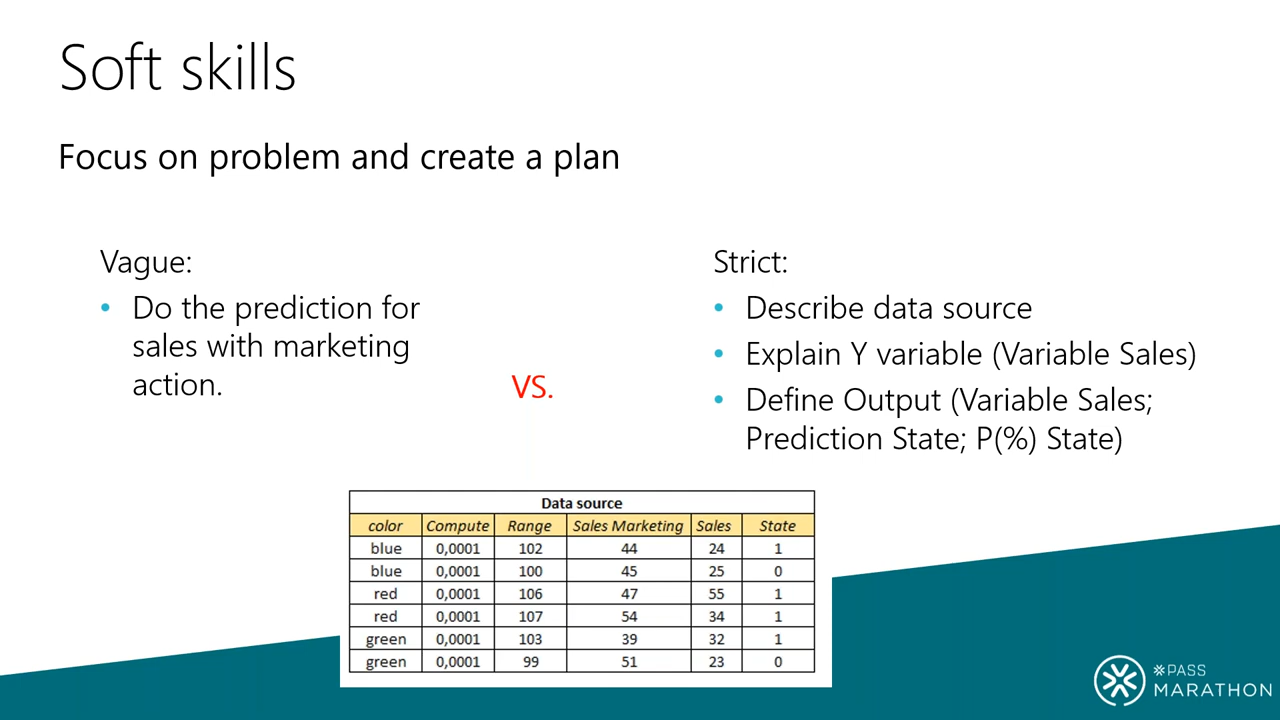 Soft skills
Focus on problem and create a plan
Vague:
• Do the prediction for
sales with marketing
action.
VS.
Strict:
• Describe data source
• Explain Y variable (Variable Sales)
• Define Output (Variable Sales;
Prediction State; P(%) State)
Data source
color Compute Range Sales Marketing Sales State
blue 0,0001 102 44 24 1
blue 0,0001 100 45 25 0
red 0,0001 106 47 55 1
red 0,0001 107 54 34 1
green 0,0001 103 39 32 1
green 0,0001 99 51 23 0
PASS
MARATHON